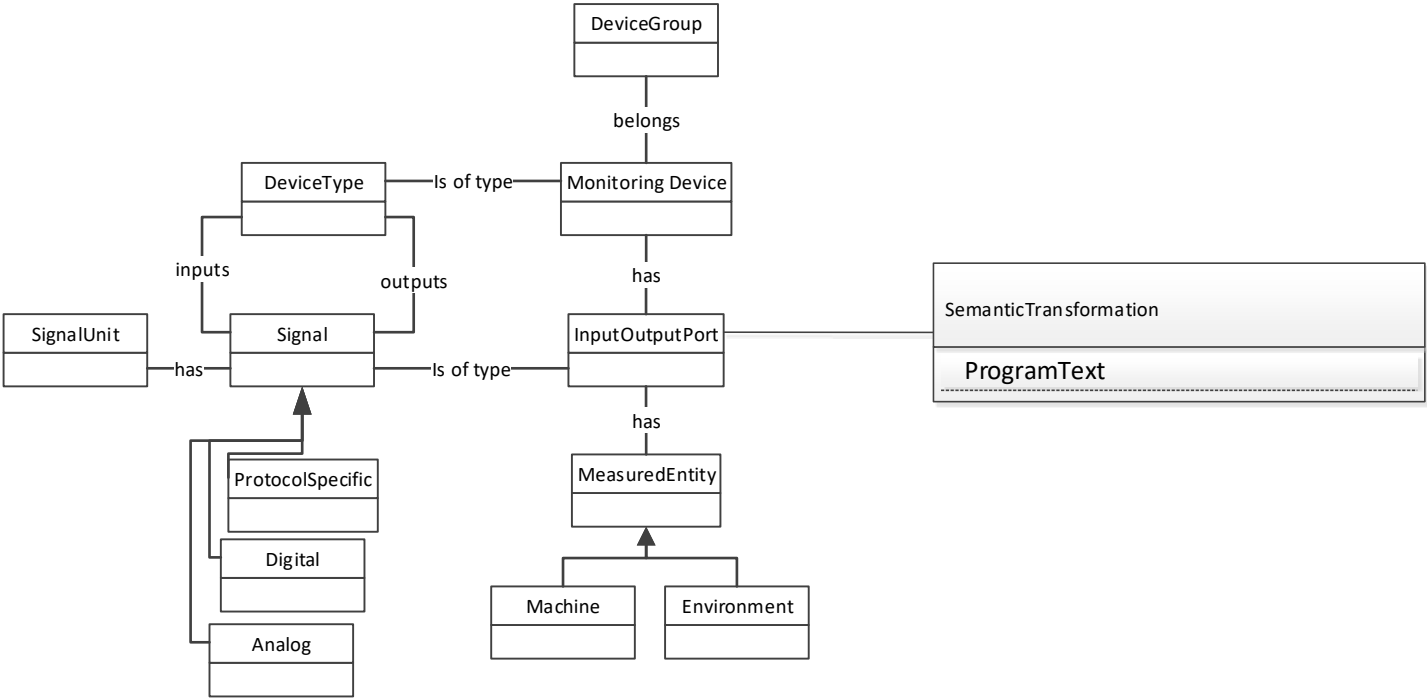 DeviceGroup
belongs
DeviceType
Is of type
Monitoring Device
inputs
outputs
has
SemanticTransformation
SignalUnit
Signal
InputOutputPort
has
Is of type
ProgramText
has
ProtocolSpecific
MeasuredEntity
Digital
Machine
Environment
Analog